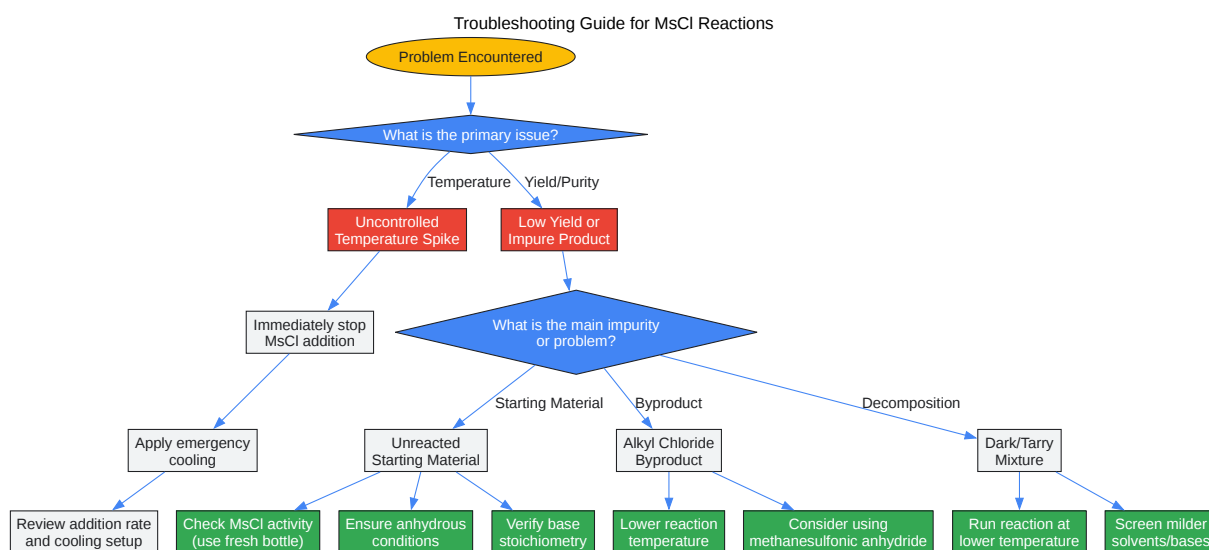 Troubleshooting Guide for MsCl Reactions
Problem Encountered
What is the primary issue?
Temperature
Yield/Purity
Uncontrolled
Temperature Spike
Low Yield or
Impure Product
Immediately stop
MsCl addition
What is the main impurity
or problem?
Starting Material
Byproduct
Decomposition
Apply emergency
cooling
Unreacted
Starting Material
Alkyl Chloride
Byproduct
Dark/Tarry
Mixture
Review addition rate
and cooling setup
Check MsCl activity
(use fresh bottle)
Ensure anhydrous
conditions
Verify base
stoichiometry
Lower reaction
temperature
Consider using
methanesulfonic anhydride
Run reaction at
lower temperature
Screen milder
solvents/bases